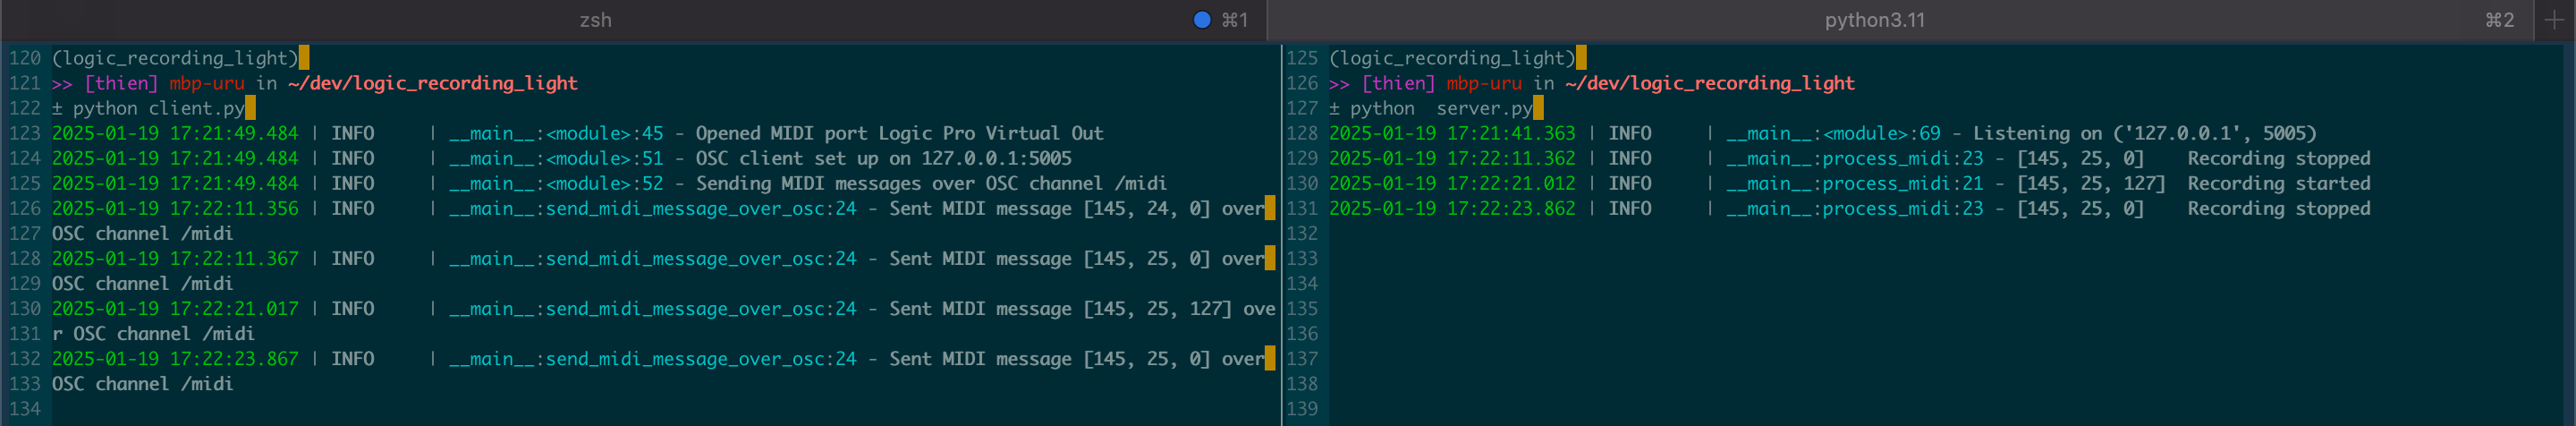 zsh ⌘1
120 (logic_recording_light)
121 >> [thien] mbp-uru in ~/dev/logic_recording_light
122 ± python client.py
123 2025-01-19 17:21:49.484 | INFO     | __main__:<module>:45 - Opened MIDI port Logic Pro Virtual Out
124 2025-01-19 17:21:49.484 | INFO     | __main__:<module>:51 - OSC client set up on 127.0.0.1:5005
125 2025-01-19 17:21:49.484 | INFO     | __main__:<module>:52 - Sending MIDI messages over OSC channel /midi
126 2025-01-19 17:22:11.356 | INFO     | __main__:send_midi_message_over_osc:24 - Sent MIDI message [145, 24, 0] over
127 OSC channel /midi
128 2025-01-19 17:22:11.367 | INFO     | __main__:send_midi_message_over_osc:24 - Sent MIDI message [145, 25, 0] over
129 OSC channel /midi
130 2025-01-19 17:22:21.017 | INFO     | __main__:send_midi_message_over_osc:24 - Sent MIDI message [145, 25, 127] ove
131 r OSC channel /midi
132 2025-01-19 17:22:23.867 | INFO     | __main__:send_midi_message_over_osc:24 - Sent MIDI message [145, 25, 0] over
133 OSC channel /midi
134
python3.11 ⌘2 +
125 (logic_recording_light)
126 >> [thien] mbp-uru in ~/dev/logic_recording_light
127 ± python  server.py
128 2025-01-19 17:21:41.363 | INFO     | __main__:<module>:69 - Listening on ('127.0.0.1', 5005)
129 2025-01-19 17:22:11.362 | INFO     | __main__:process_midi:23 - [145, 25, 0]    Recording stopped
130 2025-01-19 17:22:21.012 | INFO     | __main__:process_midi:21 - [145, 25, 127]  Recording started
131 2025-01-19 17:22:23.862 | INFO     | __main__:process_midi:23 - [145, 25, 0]    Recording stopped
132
133
134
135
136
137
138
139